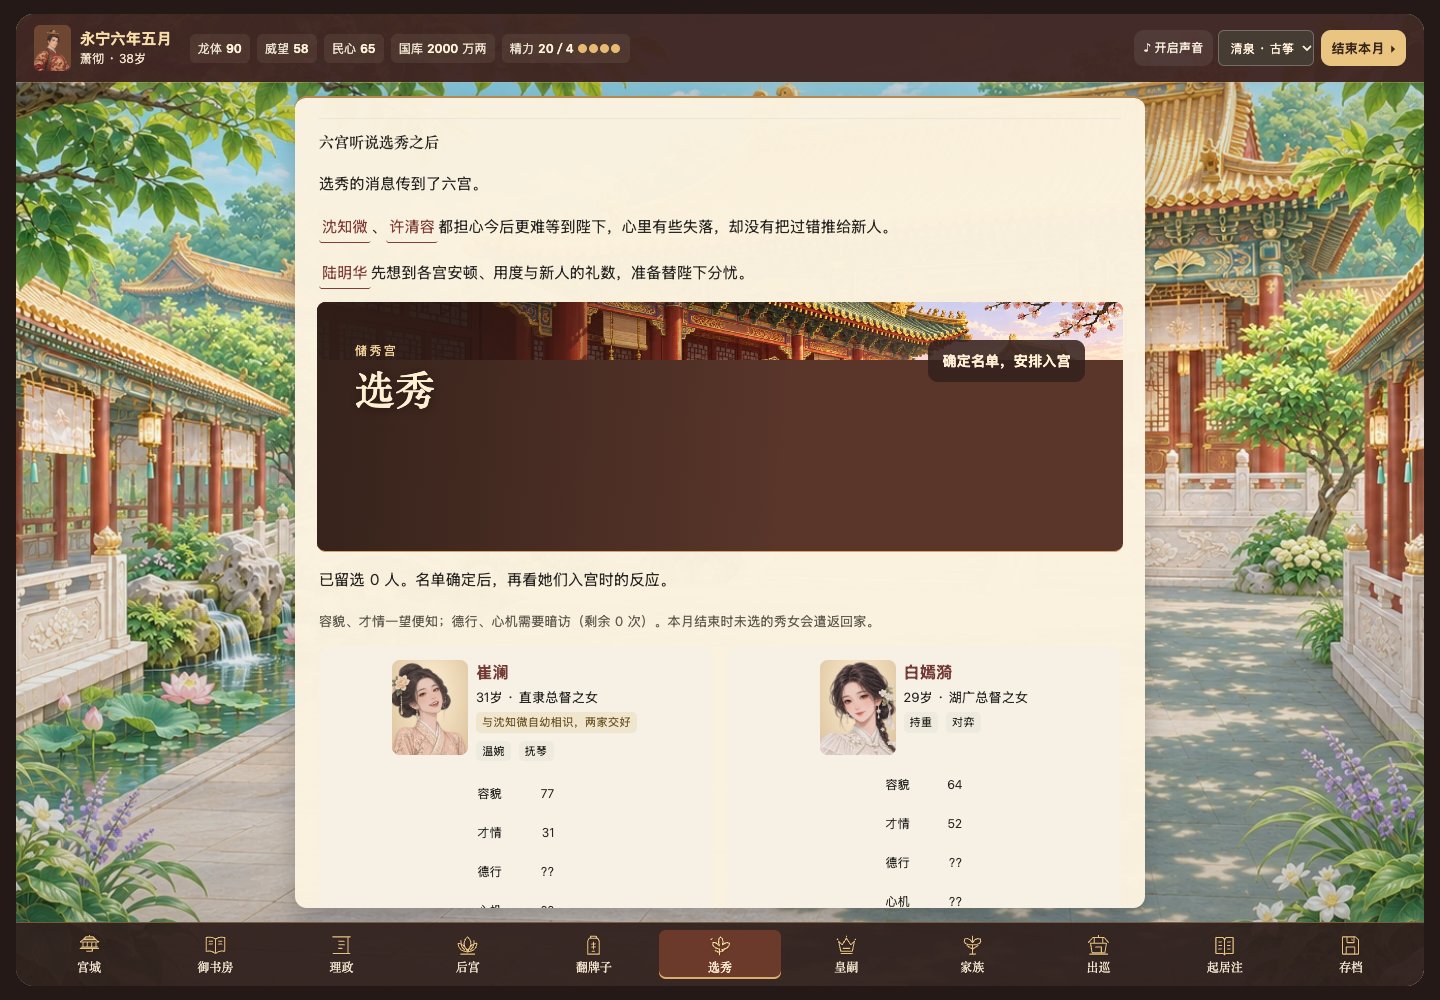 永宁六年五月
萧彻 · 38岁
龙体 90 威望 58 民心 65 国库 2000 万两 精力 20 / 4
♪ 开启声音 清泉 · 古筝 结束本月
六宫听说选秀之后
选秀的消息传到了六宫。
沈知微、许清容都担心今后更难等到陛下，心里有些失落，却没有把过错推给新人。
陆明华先想到各宫安顿、用度与新人的礼数，准备替陛下分忧。
储秀宫
选秀
确定名单，安排入宫
已留选 0 人。名单确定后，再看她们入宫时的反应。
容貌、才情一望便知；德行、心机需要暗访（剩余 0 次）。本月结束时未选的秀女会遣返回家。
崔澜
31岁 · 直隶总督之女
与沈知微自幼相识，两家交好
温婉 抚琴
容貌 77
才情 31
德行 ??
白嫣漪
29岁 · 湖广总督之女
持重 对弈
容貌 64
才情 52
德行 ??
心机 ??
宫城 御书房 理政 后宫 翻牌子 选秀 皇嗣 家族 出巡 起居注 存档